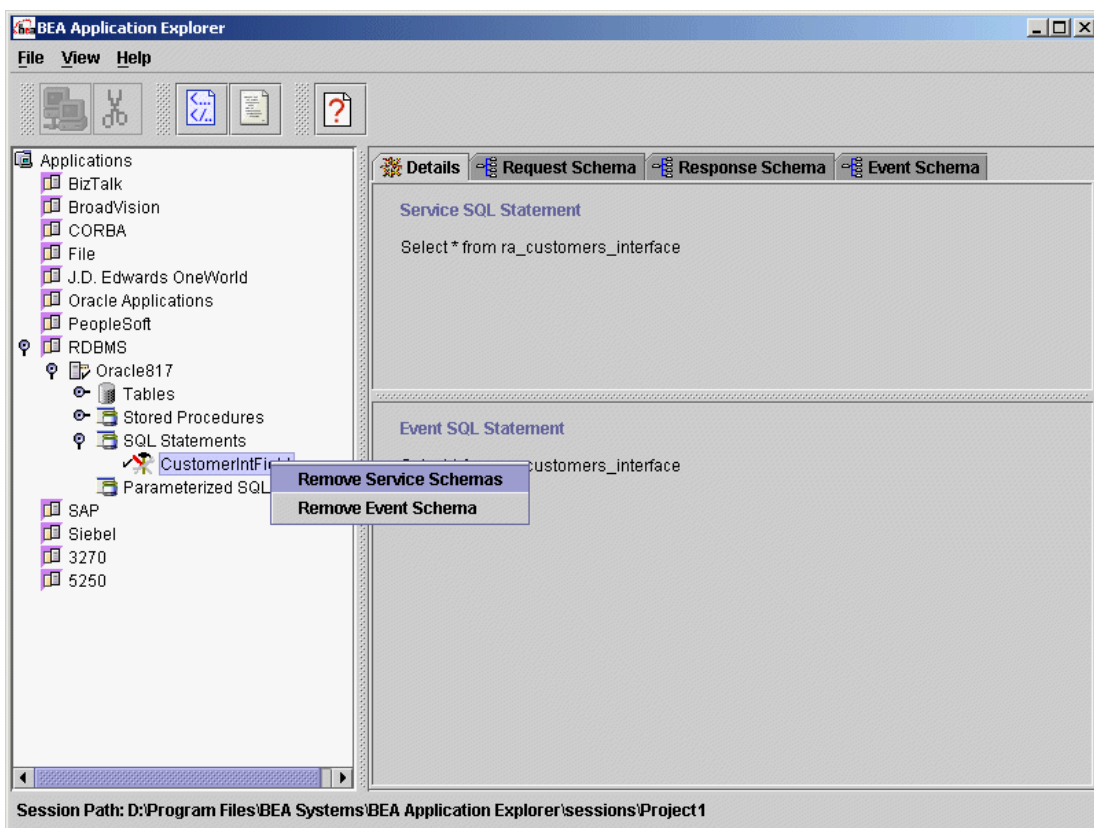 BEA Application Explorer
File View Help
Applications
BizTalk
BroadVision
CORBA
File
J.D. Edwards OneWorld
Oracle Applications
PeopleSoft
RDBMS
Oracle817
Tables
Stored Procedures
SQL Statements
CustomerIntField
Parameterized SQL
SAP
Siebel
3270
5250
Details Request Schema Response Schema Event Schema
Service SQL Statement
Select * from ra_customers_interface
Event SQL Statement
customers_interface
Remove Service Schemas
Remove Event Schema
Session Path: D:\Program Files\BEA Systems\BEA Application Explorer\sessions\Project1